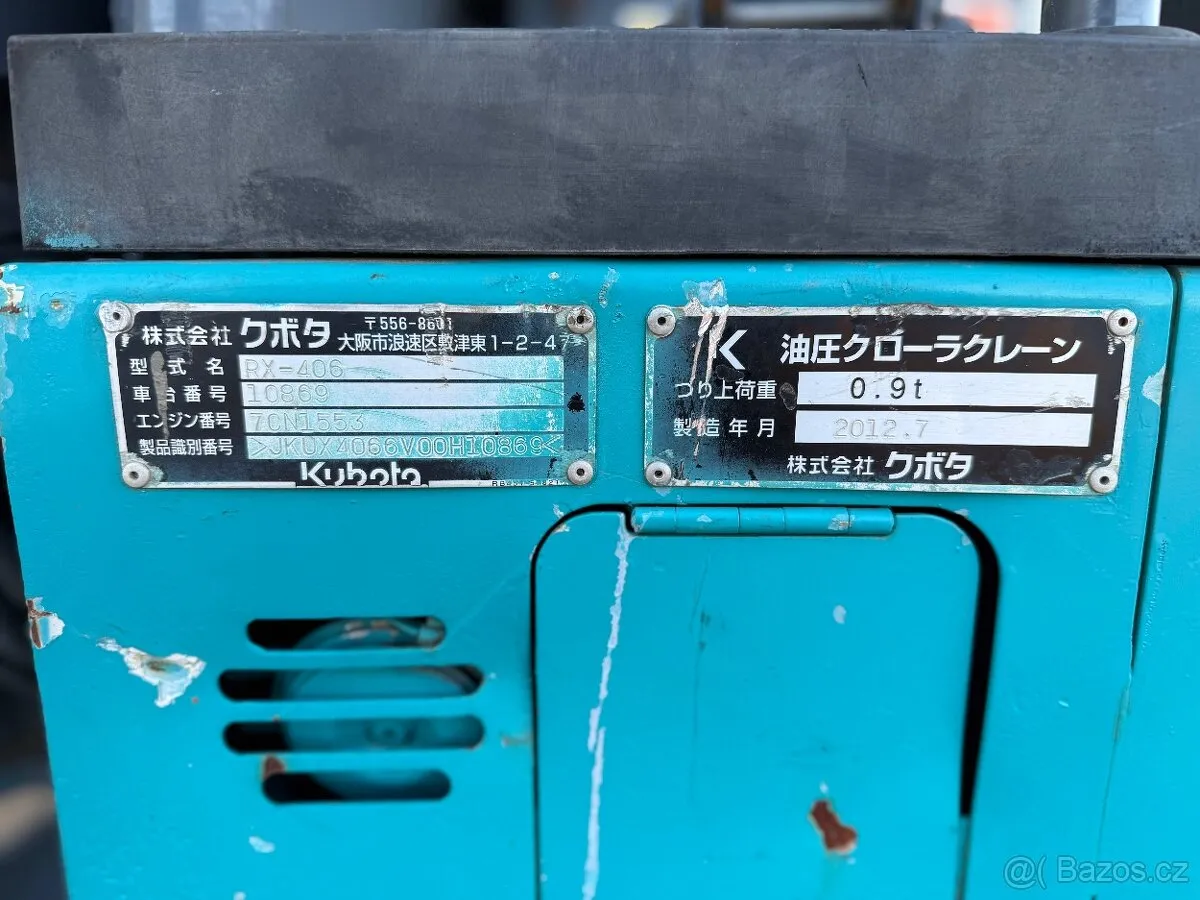 株式会社 クボタ 〒556-8601
大阪市浪速区敷津東1-2-47
型式名 RX-406
車台番号 10869
エンジン番号 7CN1553
製品識別番号 >JKUX4066V00H10869<
Kubota
油圧クローラクレーン
つり上荷重 0.9t
製造年月 2012.7
株式会社 クボタ
@( Bazos.cz